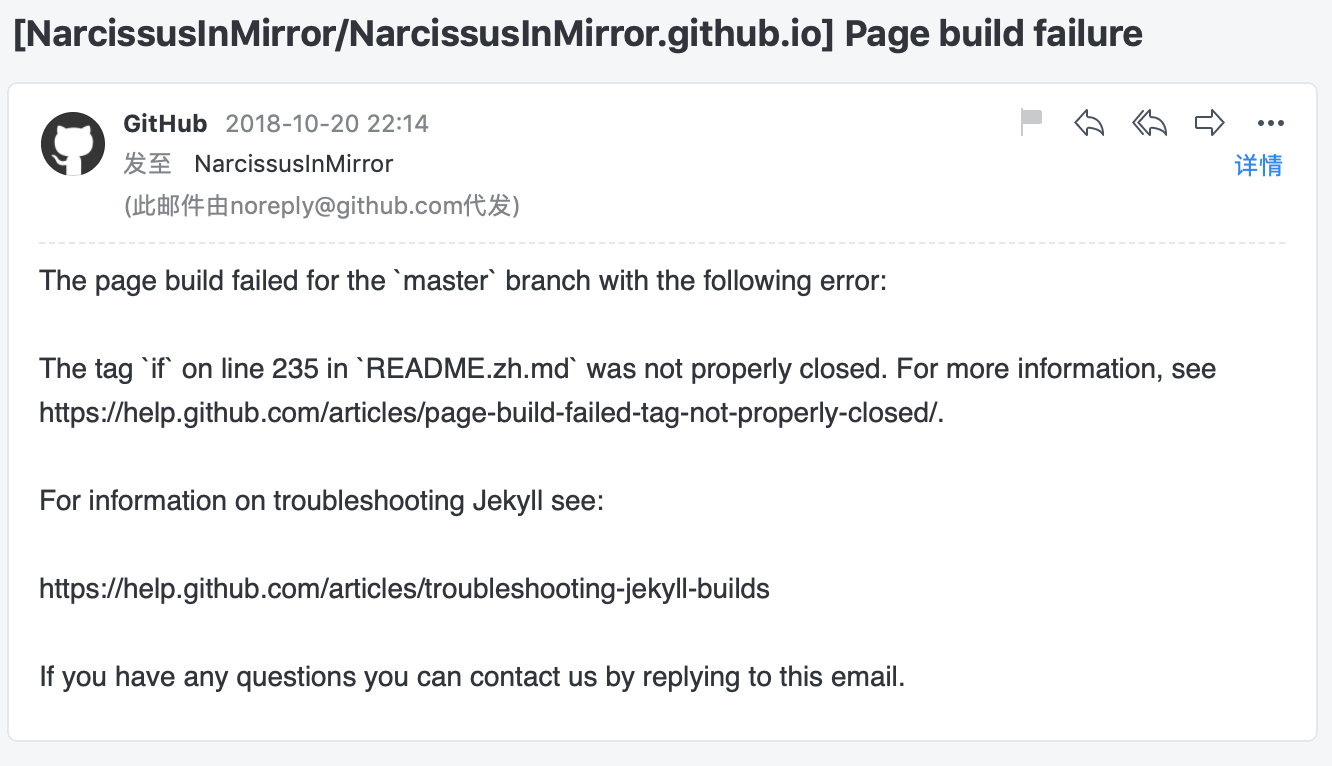 [NarcissusInMirror/NarcissusInMirror.github.io] Page build failure
GitHub 2018-10-20 22:14
发至 NarcissusInMirror
详情
(此邮件由noreply@github.com代发)
The page build failed for the `master` branch with the following error:
The tag `if` on line 235 in `README.zh.md` was not properly closed. For more information, see
https://help.github.com/articles/page-build-failed-tag-not-properly-closed/.
For information on troubleshooting Jekyll see:
https://help.github.com/articles/troubleshooting-jekyll-builds
If you have any questions you can contact us by replying to this email.